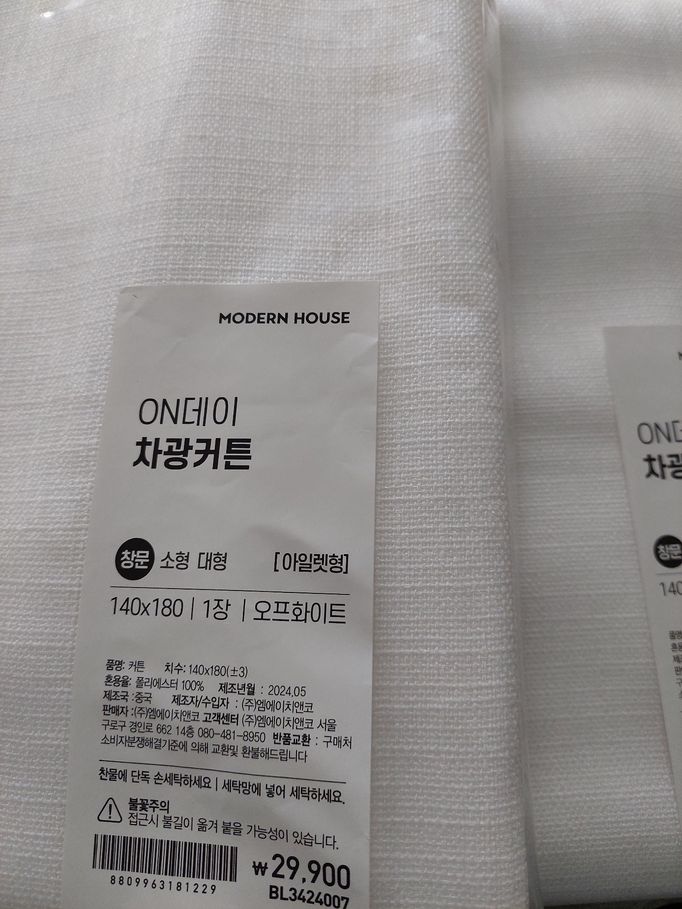 MODERN HOUSE
ON데이
차광커튼
창문 소형 대형 [아일렛형]
140x180 | 1장 | 오프화이트
품명: 커튼 치수: 140x180(±3)
혼용율: 폴리에스터 100% 제조년월 : 2024.05
제조국 :중국 제조자/수입자 : (주)엠에이치앤코
판매자 :(주)엠에이치앤코 고객센터 (주)엠에이치앤코 서울
구로구 경인로 662 14층 080-481-8950 반품교환 : 구매처
소비자분쟁해결기준에 의해 교환및 환불해드립니다
찬물에 단독 손세탁하세요 | 세탁망에 넣어 세탁하세요.
불꽃주의
접근시 불길이 옮겨 붙을 가능성이 있습니다.
₩29,900
8809963181229
BL3424007
ON
차광
창문
140